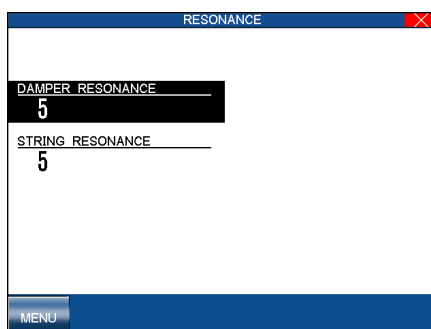 RESONANCE
DAMPER RESONANCE
5
STRING RESONANCE
5
MENU